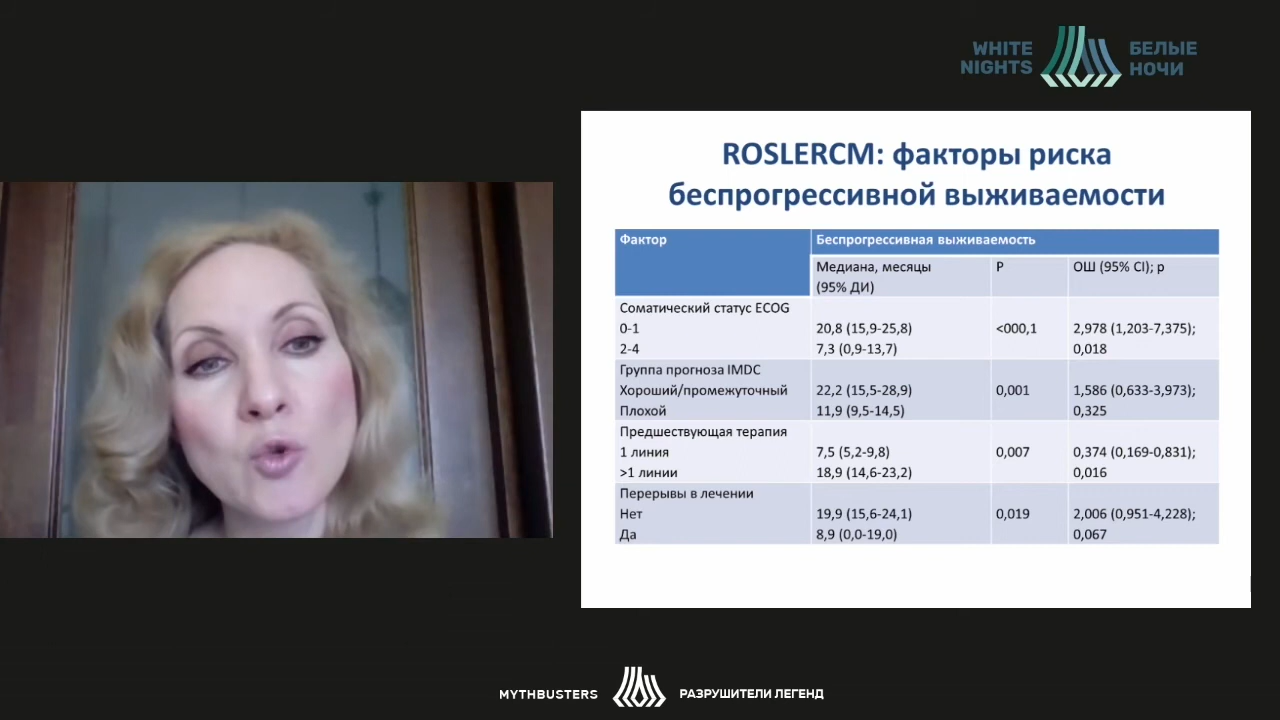 WHITE
NIGHTS
БЕЛЫЕ
НОЧИ
ROSLERCM: факторы риска
беспрогрессивной выживаемости
Фактор
Беспрогрессивная выживаемость
Медиана, месяцы
(95% ДИ)
P
ОШ (95% CI); p
Соматический статус ECOG
0-1
20,8 (15,9-25,8)
<000,1
2,978 (1,203-7,375);
2-4
7,3 (0,9-13,7)
0,018
Группа прогноза IMDC
Хороший/промежуточный
22,2 (15,5-28,9)
0,001
1,586 (0,633-3,973);
Плохой
11,9 (9,5-14,5)
0,325
Предшествующая терапия
1 линия
7,5 (5,2-9,8)
0,007
0,374 (0,169-0,831);
>1 линии
18,9 (14,6-23,2)
0,016
Перерывы в лечении
Нет
19,9 (15,6-24,1)
0,019
2,006 (0,951-4,228);
Да
8,9 (0,0-19,0)
0,067
MYTHBUSTERS
РАЗРУШИТЕЛИ ЛЕГЕНД